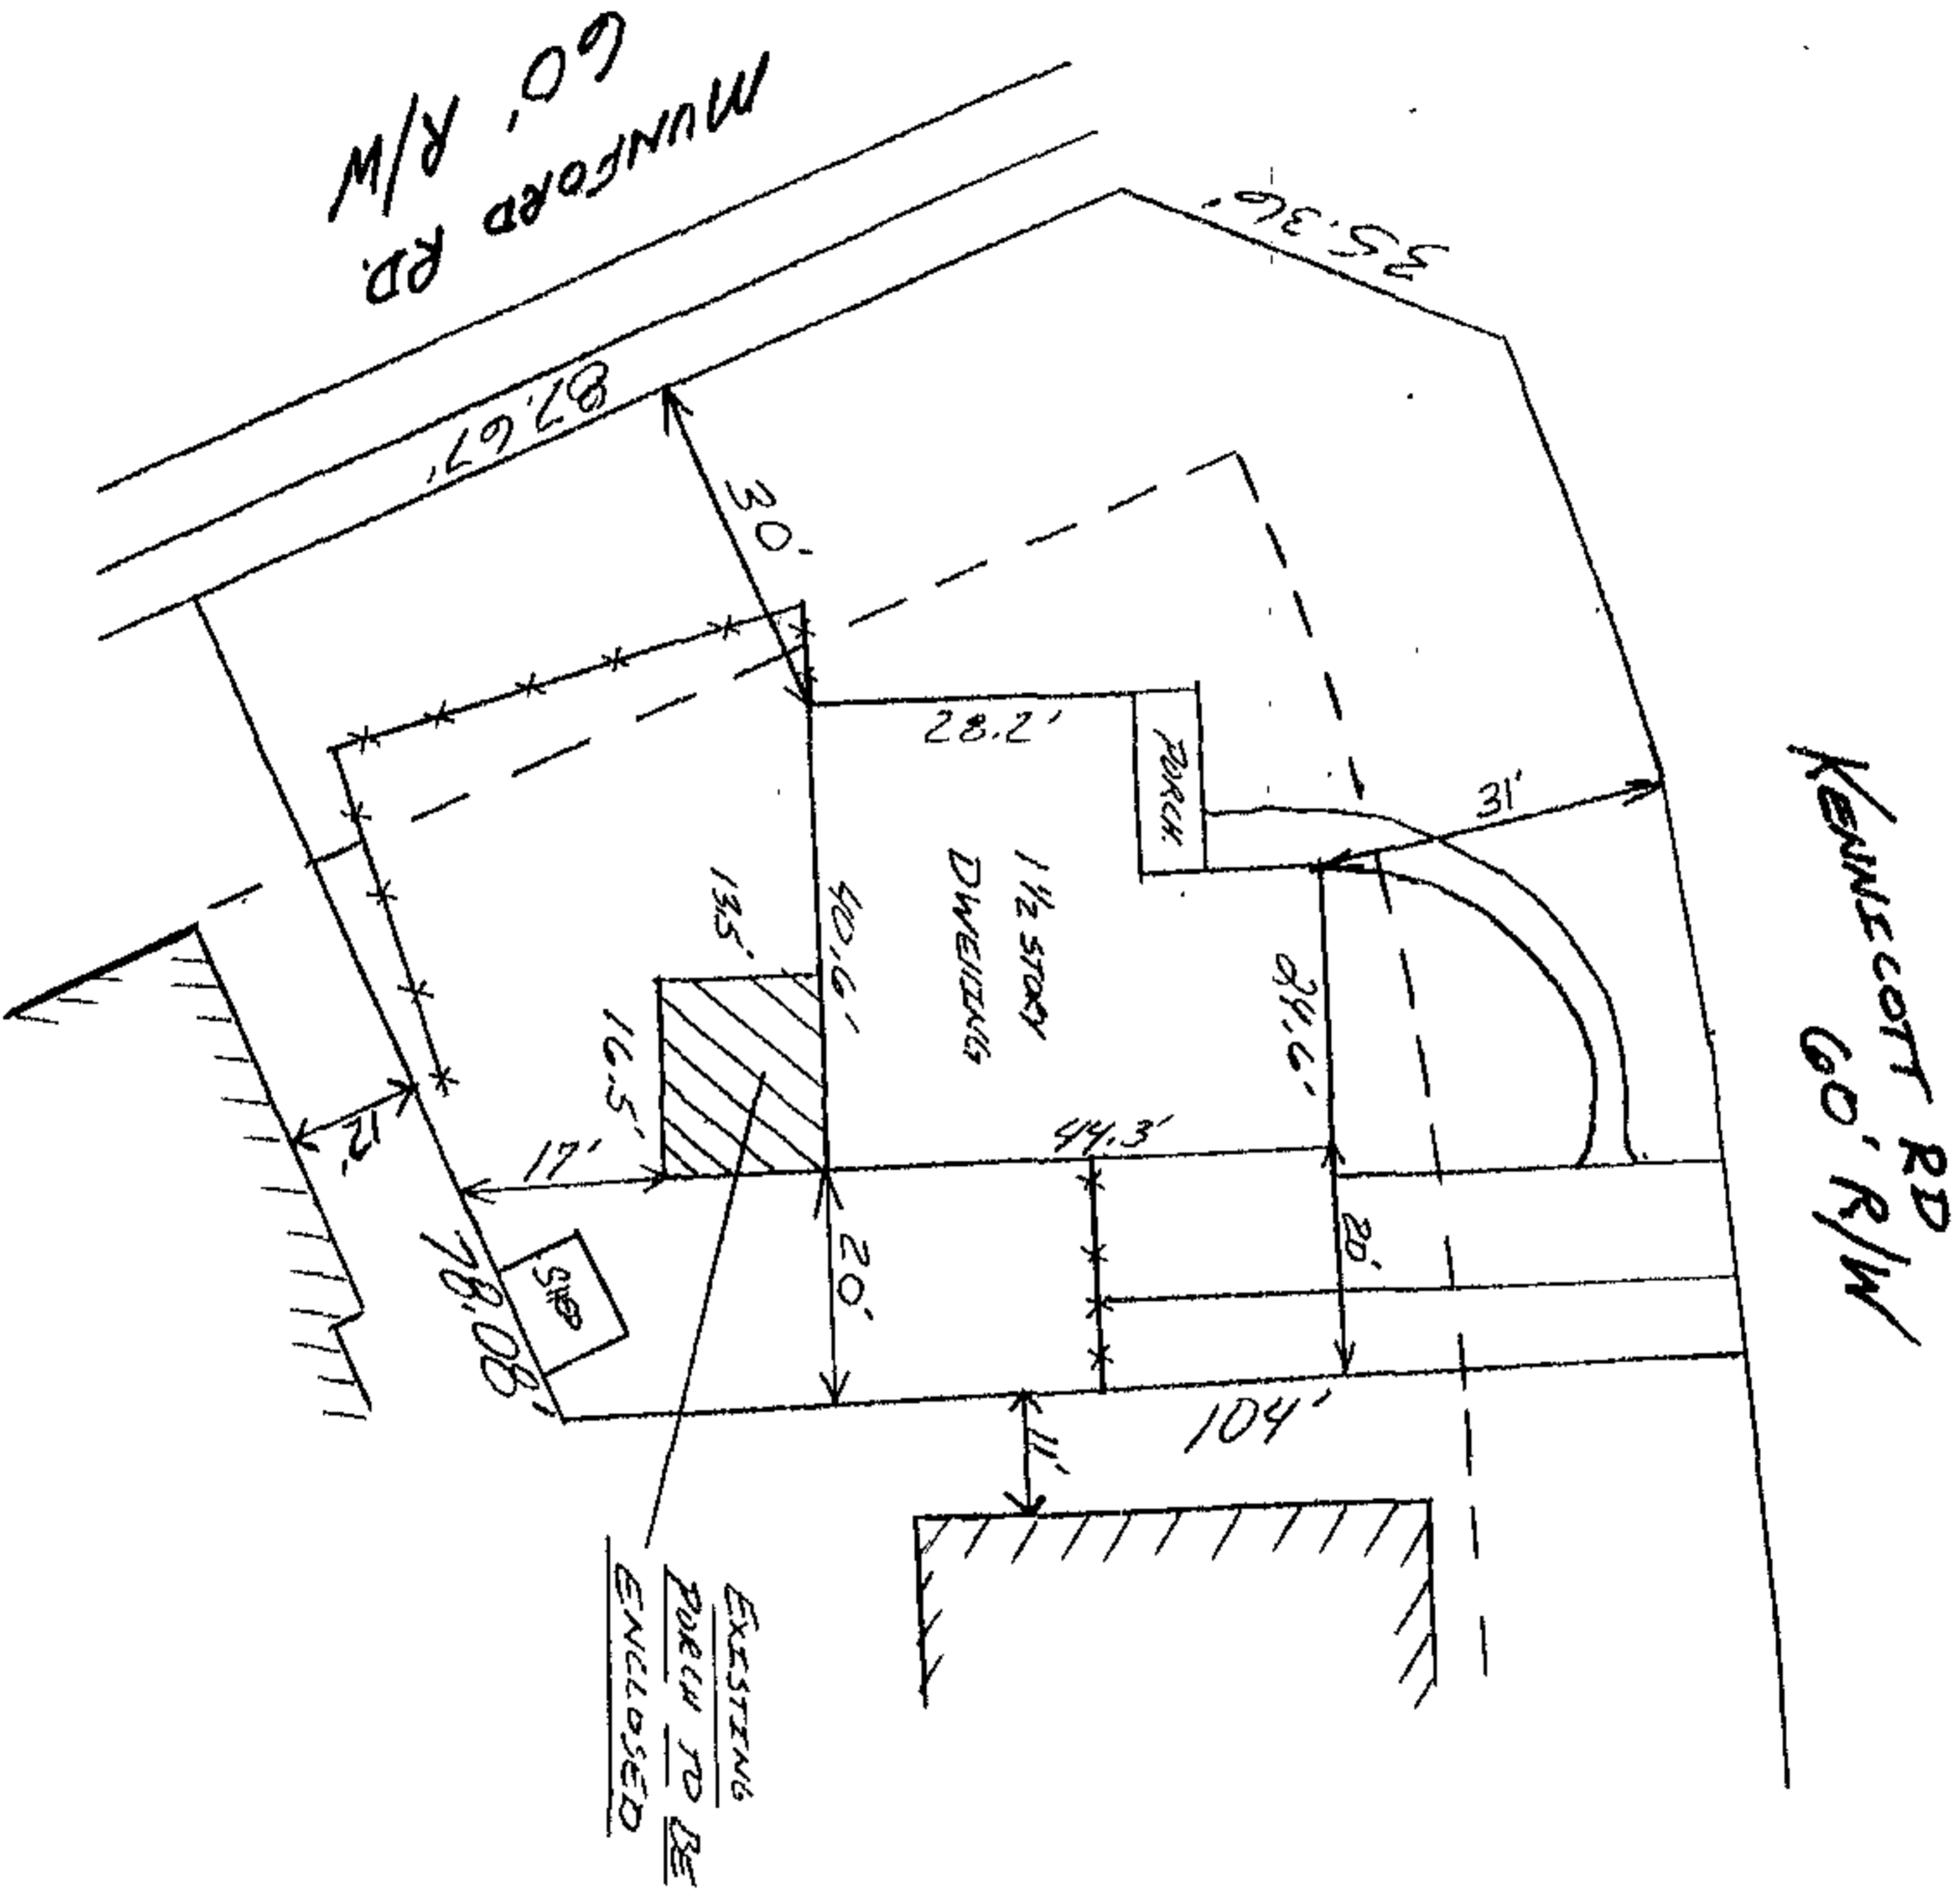 60' R/W
MUNFORD RD.
35.36'
87.67'
30'
28.2'
PORCH
31'
KENNSCOTT RD
60' R/W
1 1/2 STORY
DWELLING
40.6'
13.5'
24.6'
16.5'
44.3'
17'
12'
20'
20'
SHED
78.08'
104'
11'
EXISTING
PORCH TO BE
ENCLOSED